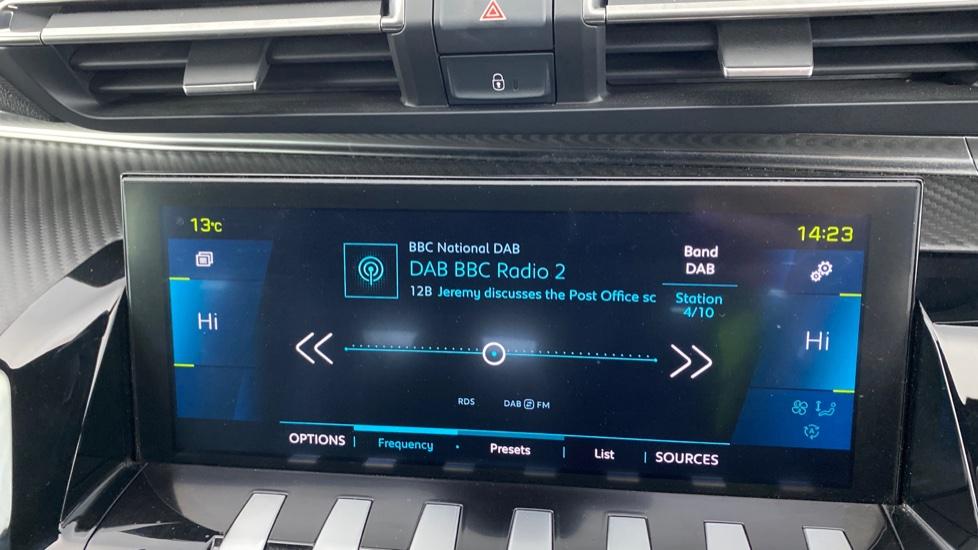 13°C
14:23
BBC National DAB
DAB BBC Radio 2
12B Jeremy discusses the Post Office sc
Band
DAB
Station
4/10
Hi
Hi
RDS
DAB FM
OPTIONS
Frequency
Presets
List
SOURCES
A